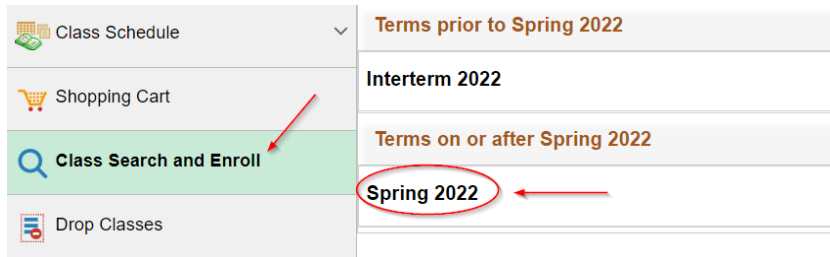 Class Schedule
Shopping Cart
Class Search and Enroll
Drop Classes
Terms prior to Spring 2022
Interterm 2022
Terms on or after Spring 2022
Spring 2022